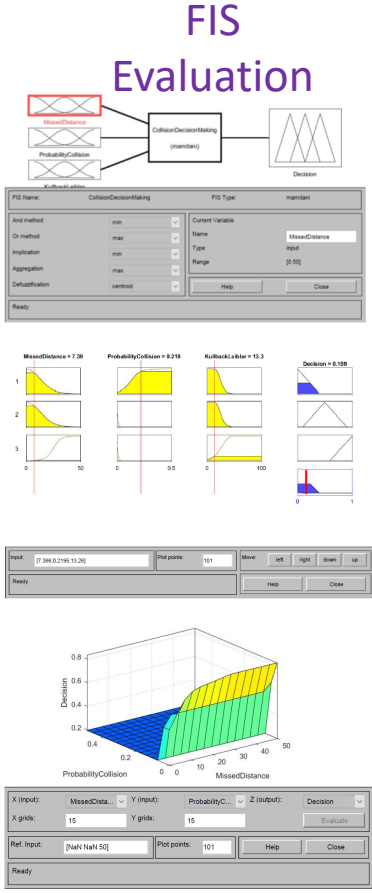 FIS
Evaluation
MissedDistance
ProbabilityCollision
KullbackLeibler
CollisionDecisionMaking
(mamdani)
Decision
FIS Name: CollisionDecisionMaking FIS Type: mamdani
And method min
Or method max
Implication min
Aggregation max
Defuzzification centroid
Current Variable
Name MissedDistance
Type input
Range [0 50]
Help Close
Ready
MissedDistance = 7.39 ProbabilityCollision = 0.219 KullbackLeibler = 13.3 Decision = 0.159
1
2
3
0 50 0 0.5 0 100
0 1
Input: [7.386;0.2195;13.26] Plot points: 101 Move: left right down up
Ready Help Close
0.8
0.6
0.4
0.2
Decision
0.4
0.2
0
ProbabilityCollision
0 10 20 30 40 50
MissedDistance
X (input): MissedDista... Y (input): ProbabilityC... Z (output): Decision
X grids: 15 Y grids: 15 Evaluate
Ref. Input: [NaN NaN 50] Plot points: 101 Help Close
Ready